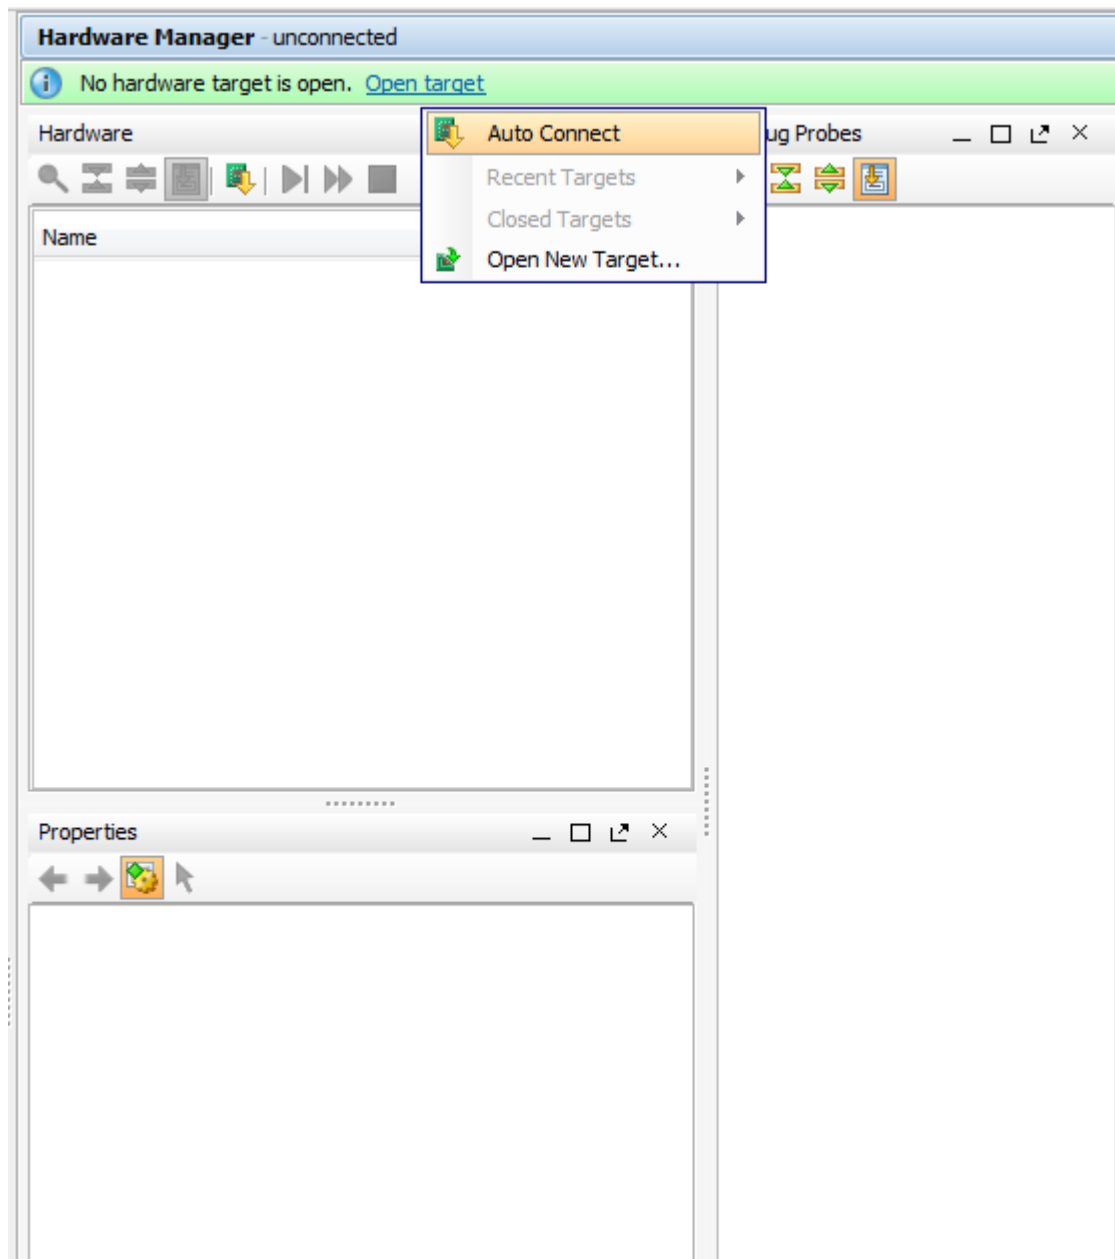 Hardware Manager - unconnected
No hardware target is open. Open target
Hardware
Auto Connect
Recent Targets
Closed Targets
Open New Target...
ug Probes
Name
Properties